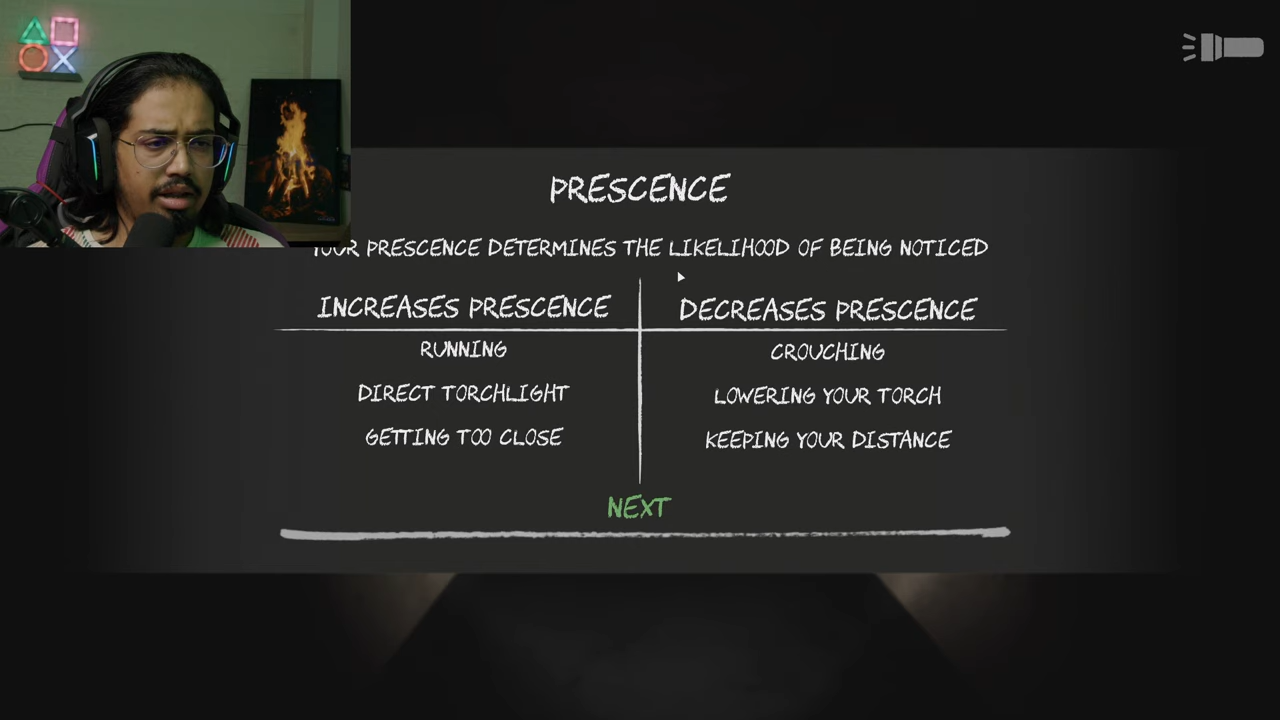 PRESCENCE
YOUR PRESCENCE DETERMINES THE LIKELIHOOD OF BEING NOTICED
INCREASES PRESCENCE
DECREASES PRESCENCE
RUNNING
CROUCHING
DIRECT TORCHLIGHT
LOWERING YOUR TORCH
GETTING TOO CLOSE
KEEPING YOUR DISTANCE
NEXT